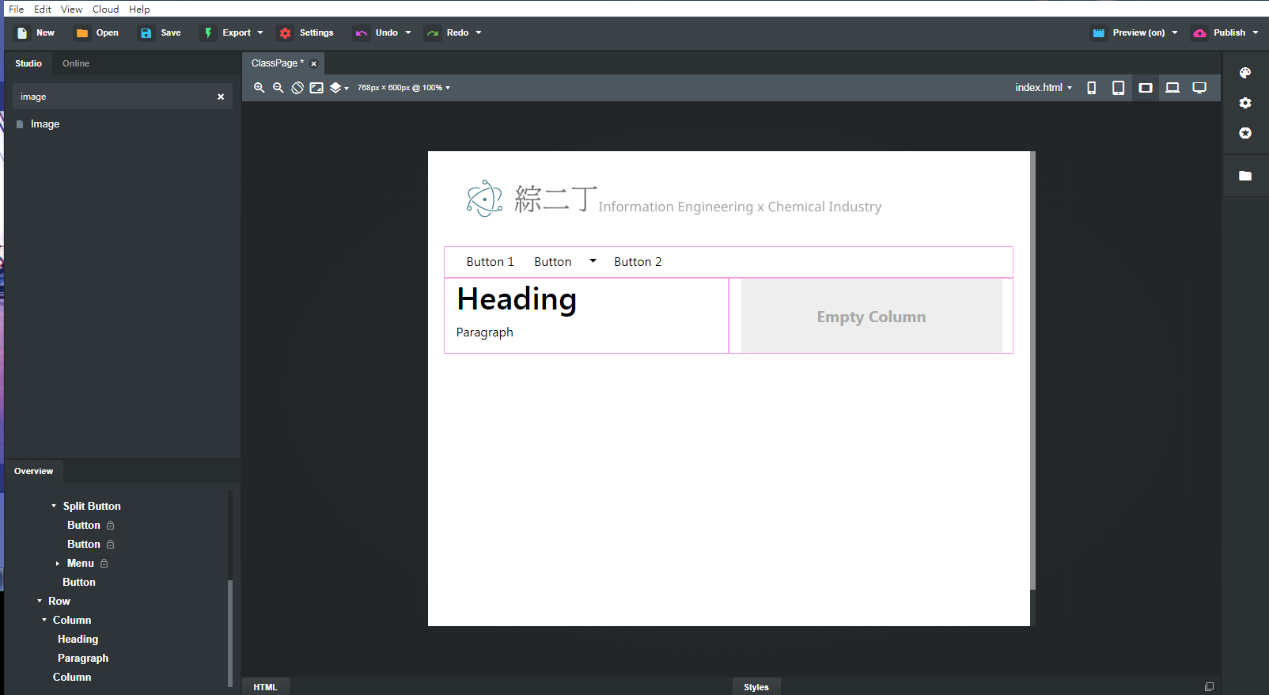 File Edit View Cloud Help
New Open Save Export Settings Undo Redo Preview (on) Publish
Studio Online
ClassPage *
768px × 600px @ 100%
index.html
image
Image
綜二丁 Information Engineering x Chemical Industry
Button 1 Button Button 2
Heading
Paragraph
Empty Column
Overview
Split Button
Button
Button
Menu
Button
Row
Column
Heading
Paragraph
Column
HTML Styles